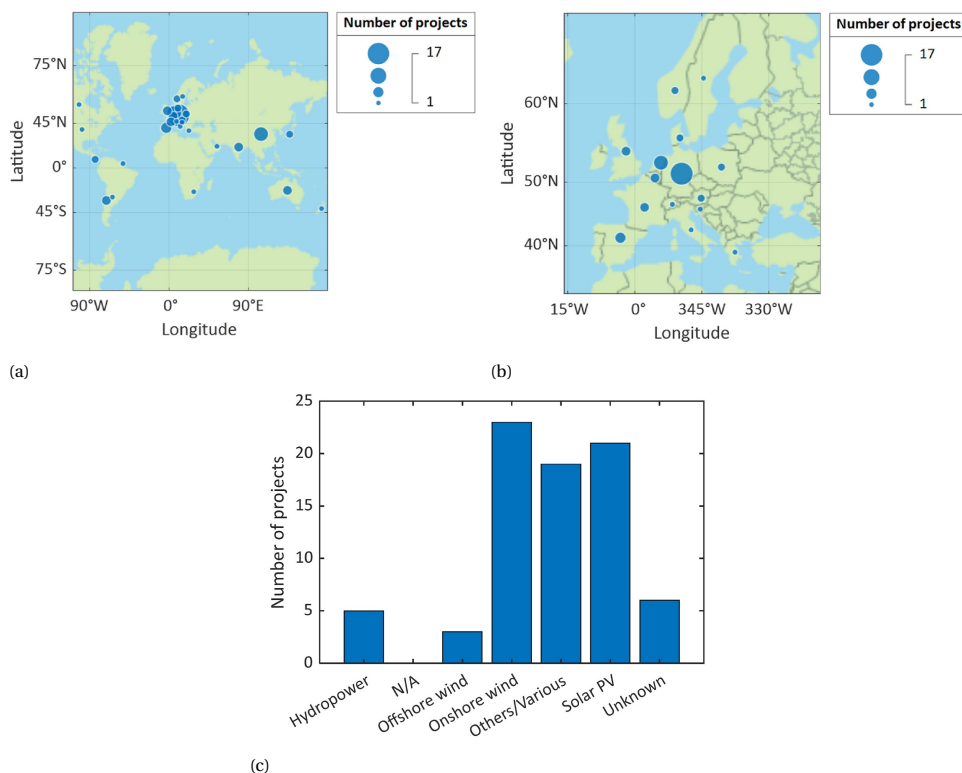 Number of projects
17
1
75°N
45°N
0°
45°S
75°S
Latitude
90°W 0° 90°E
Longitude
(a)
Number of projects
17
1
60°N
50°N
40°N
Latitude
15°W 0° 345°W 330°W
Longitude
(b)
25
20
15
10
5
0
Number of projects
Hydropower
N/A
Offshore wind
Onshore wind
Others/Various
Solar PV
Unknown
(c)